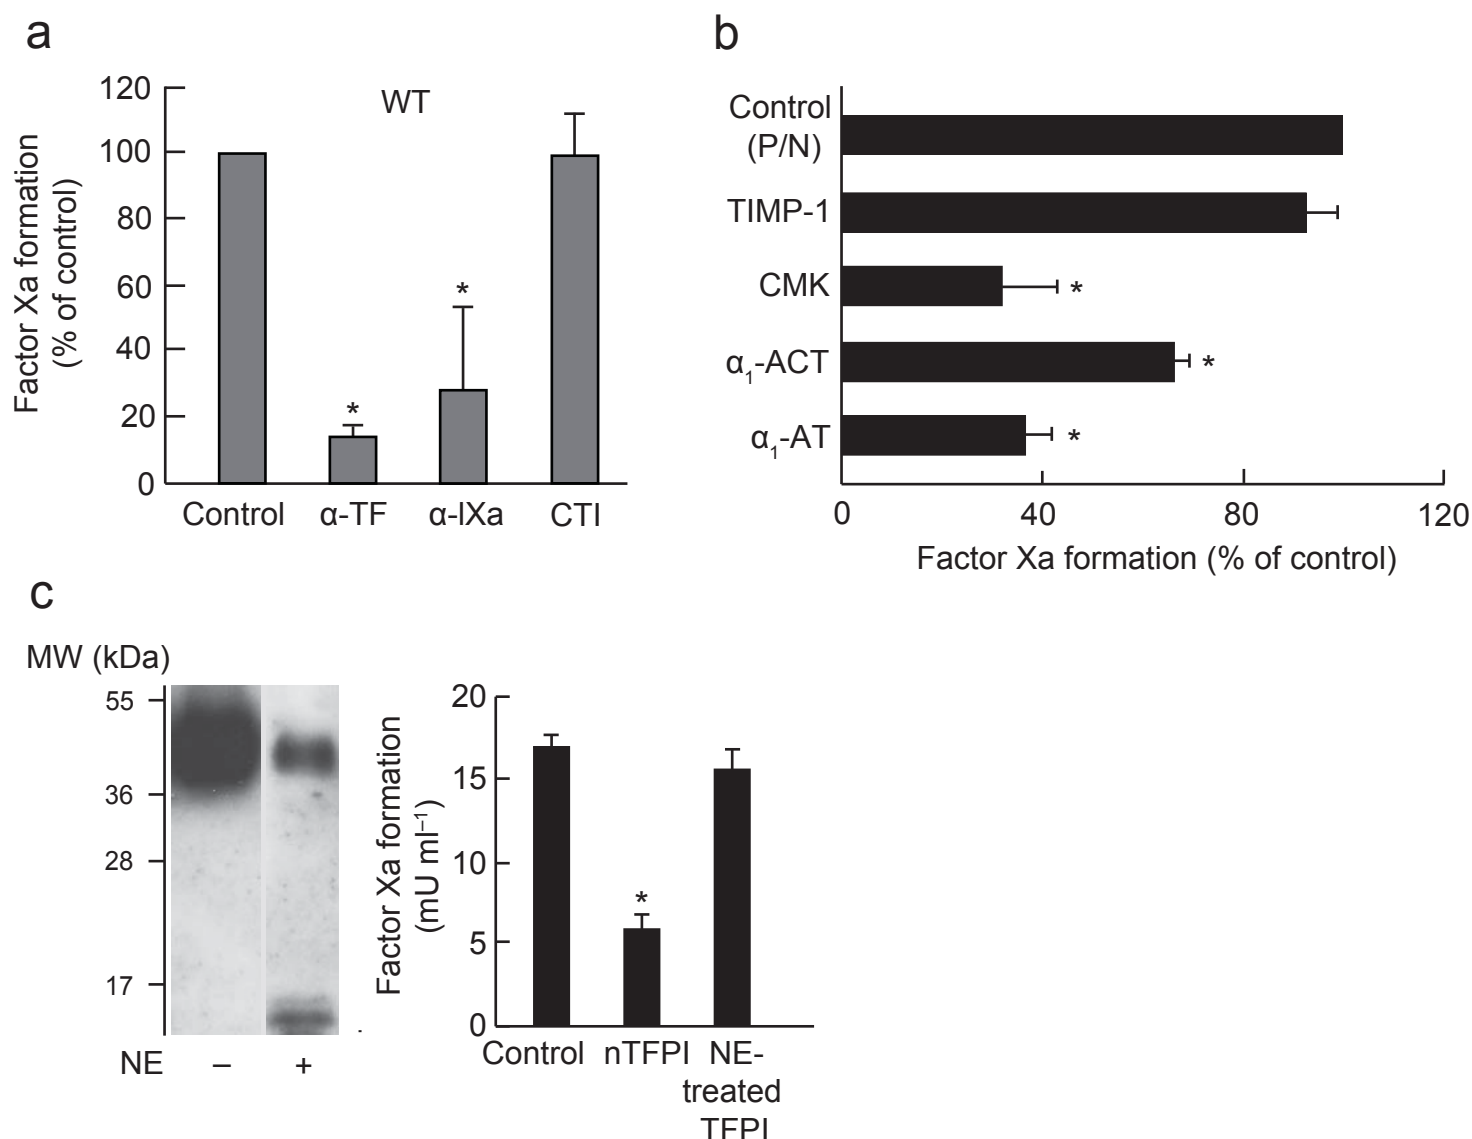 a
120
100
80
60
40
20
0
Factor Xa formation
(% of control)
WT
*
*
Control
α-TF
α-IXa
CTI
b
Control
(P/N)
TIMP-1
CMK
α1-ACT
α1-AT
*
*
*
0
40
80
120
Factor Xa formation (% of control)
c
MW (kDa)
55
36
28
17
NE
–
+
Factor Xa formation
(mU ml–1)
20
15
10
5
0
*
Control
nTFPI
NE-
treated
TFPI